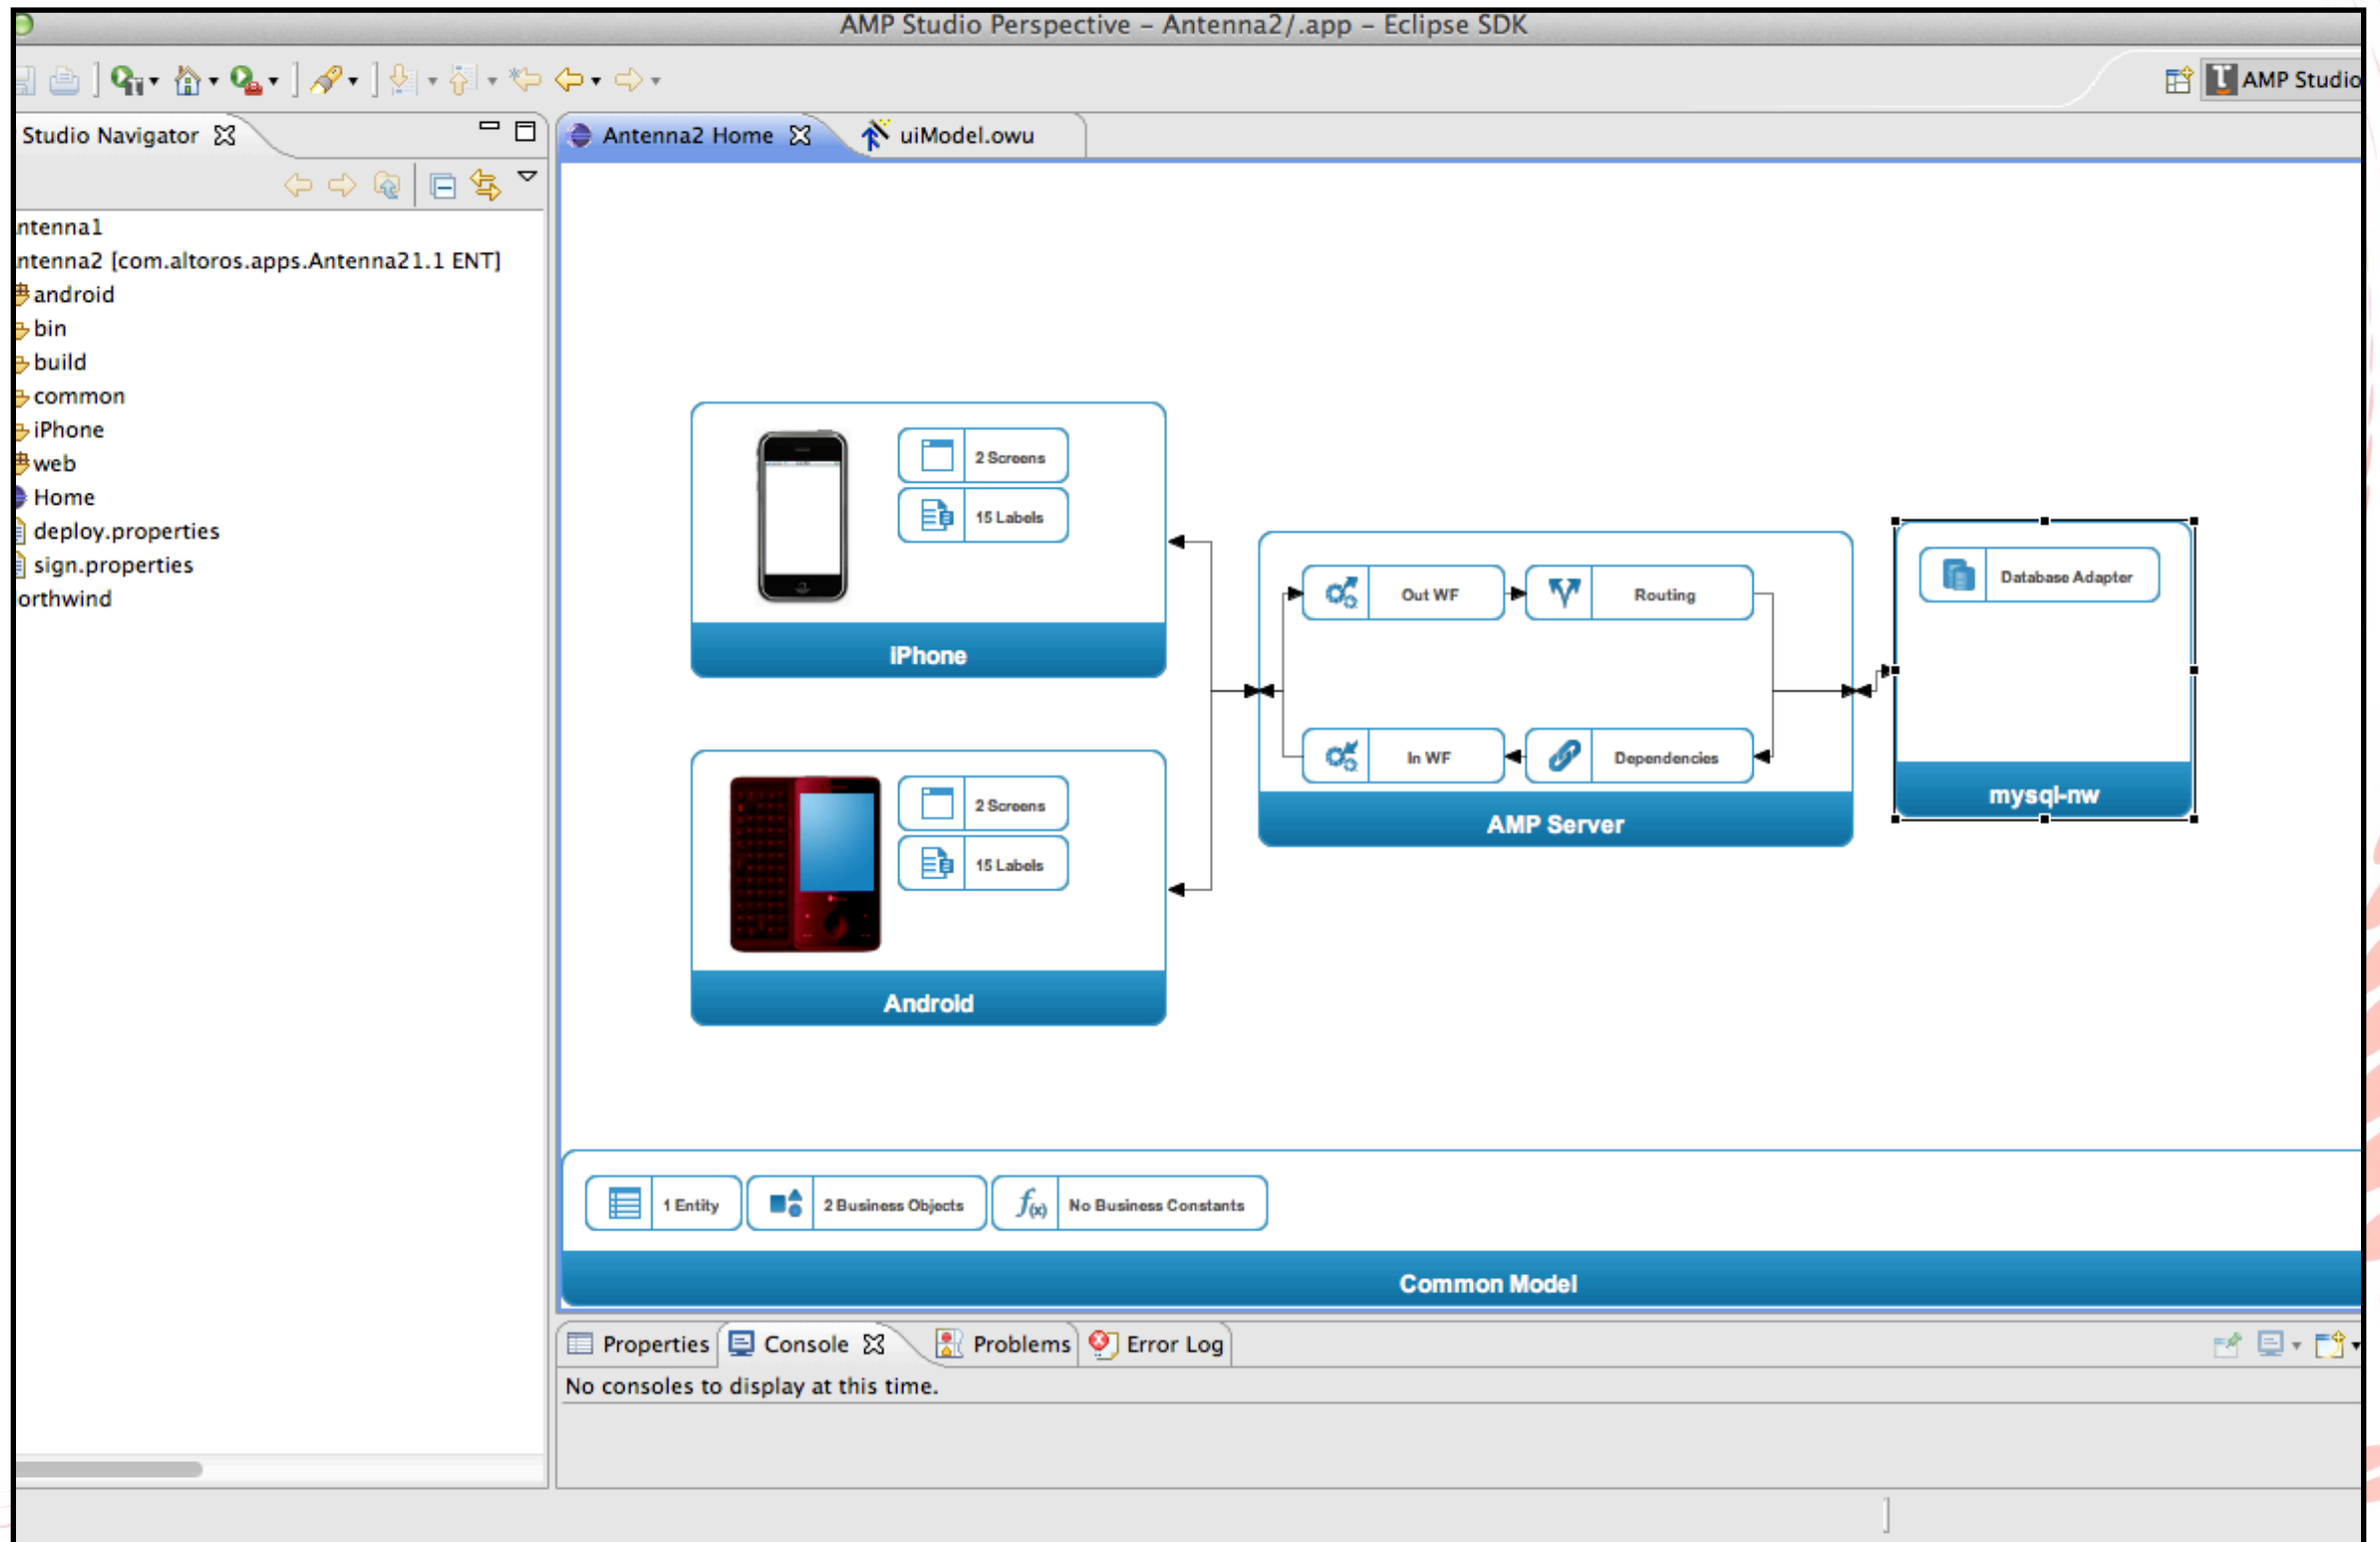 AMP Studio Perspective – Antenna2/.app – Eclipse SDK
AMP Studio
Studio Navigator
Antenna2 Home
uiModel.owu
ntenna1
ntenna2 [com.altoros.apps.Antenna21.1 ENT]
android
bin
build
common
iPhone
web
Home
deploy.properties
sign.properties
orthwind
2 Screens
15 Labels
iPhone
2 Screens
15 Labels
Android
Out WF
Routing
In WF
Dependencies
AMP Server
Database Adapter
mysql-nw
1 Entity
2 Business Objects
f(x)
No Business Constants
Common Model
Properties
Console
Problems
Error Log
No consoles to display at this time.